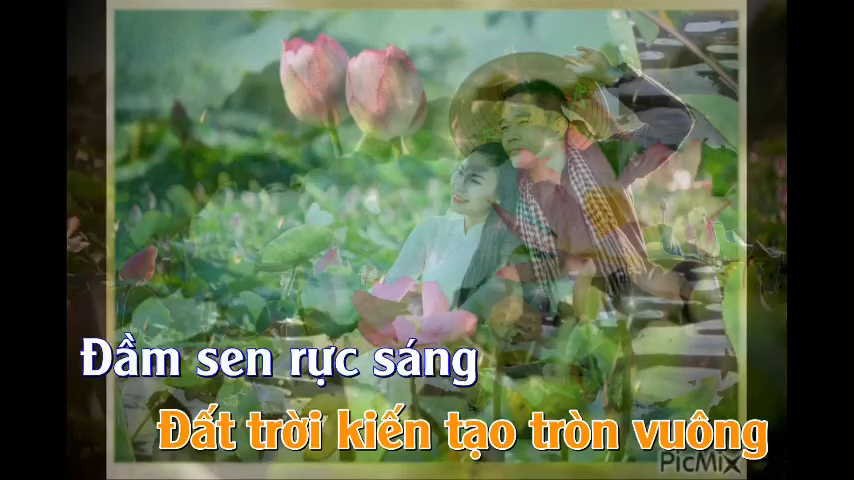 Đầm sen rực sáng
Đất trời kiến tạo tròn vuông
PicMix